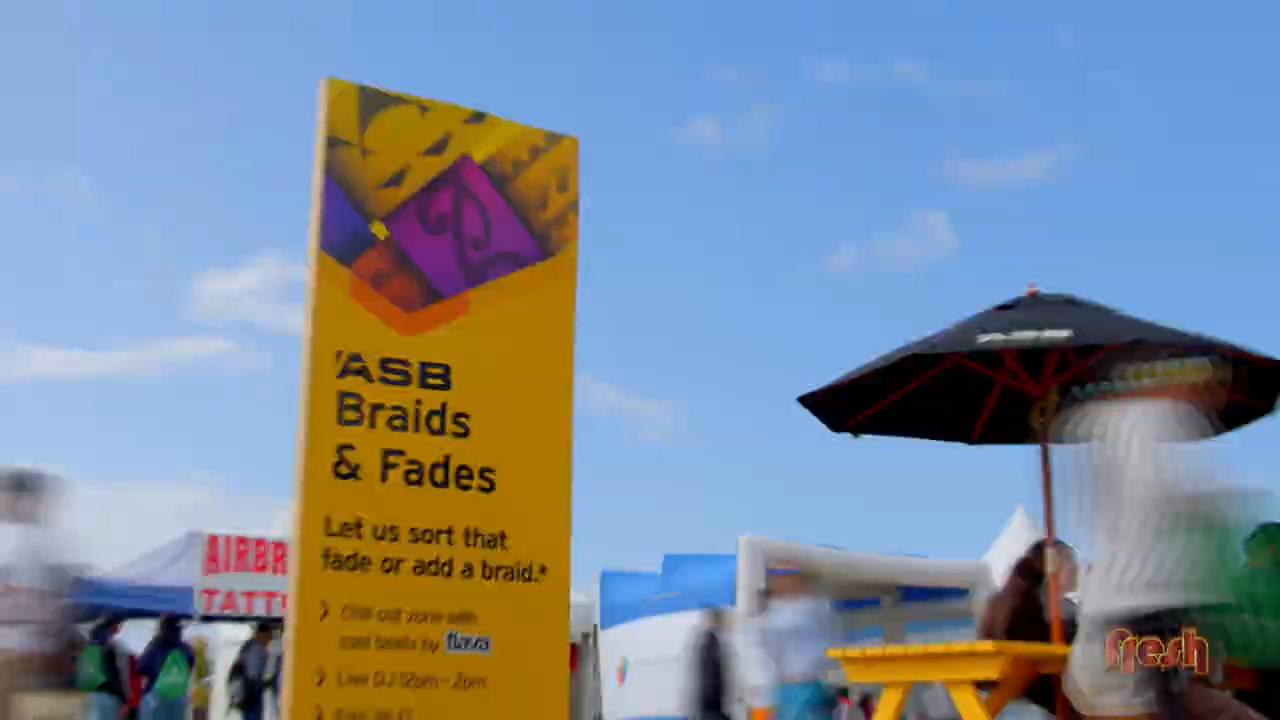 ASB
Braids
& Fades
Let us sort that
fade or add a braid.*
Chill out zone with
cool beats by flava
Live DJ 12pm - 2pm
AIRBR
TATT
fresh